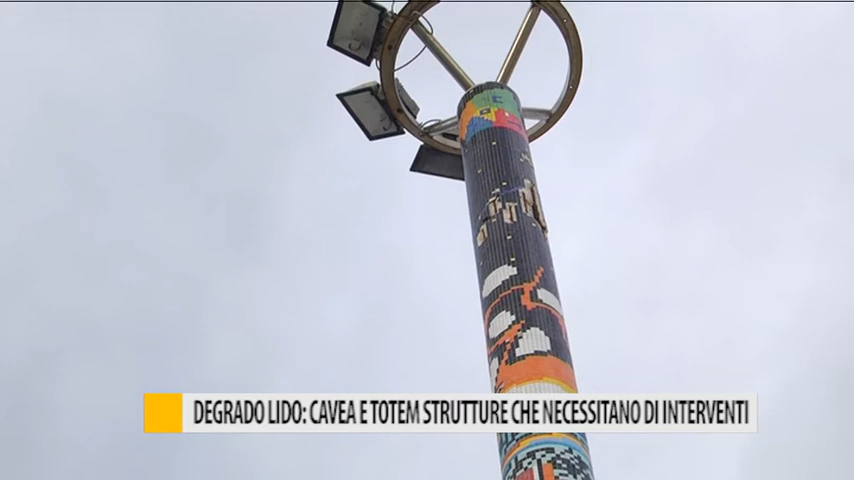 DEGRADO LIDO: CAVEA E TOTEM STRUTTURE CHE NECESSITANO DI INTERVENTI